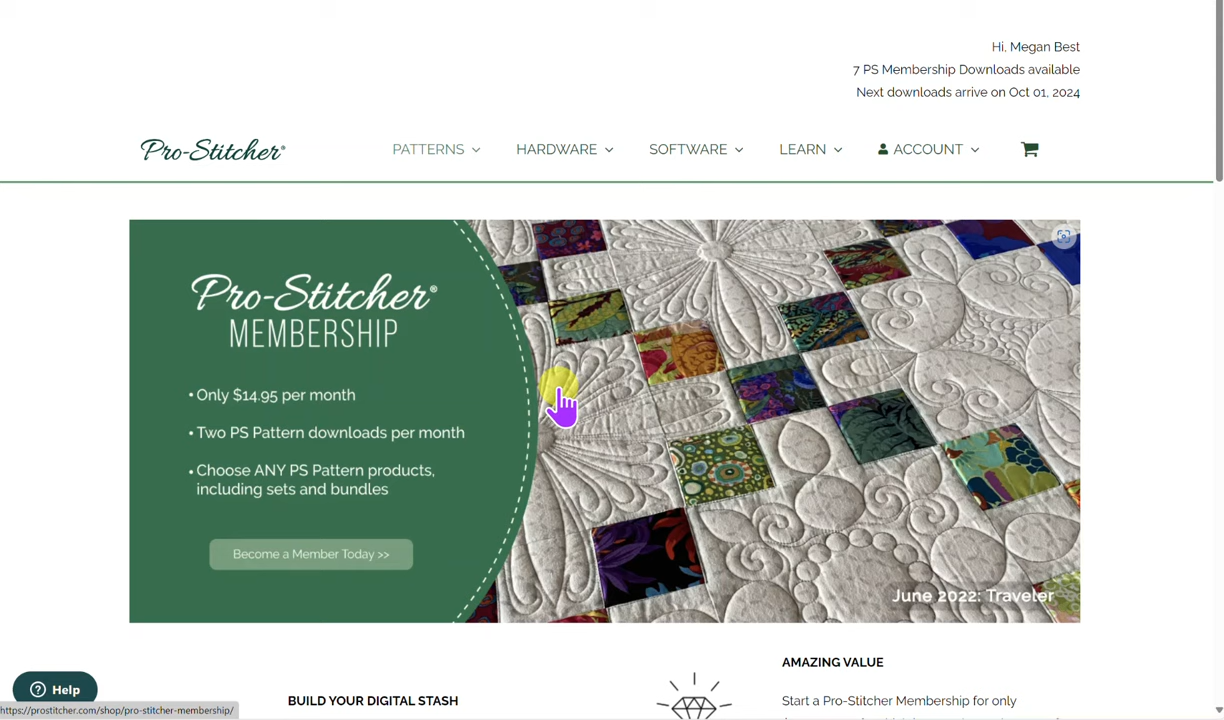 Hi, Megan Best
7 PS Membership Downloads available
Next downloads arrive on Oct 01, 2024
Pro-Stitcher®
PATTERNS
HARDWARE
SOFTWARE
LEARN
ACCOUNT
Pro-Stitcher®
MEMBERSHIP
• Only $14.95 per month
• Two PS Pattern downloads per month
• Choose ANY PS Pattern products,
including sets and bundles
Become a Member Today >>
June 2022: Traveler
AMAZING VALUE
BUILD YOUR DIGITAL STASH
Start a Pro-Stitcher Membership for only
Help
https://prostitcher.com/shop/pro-stitcher-membership/